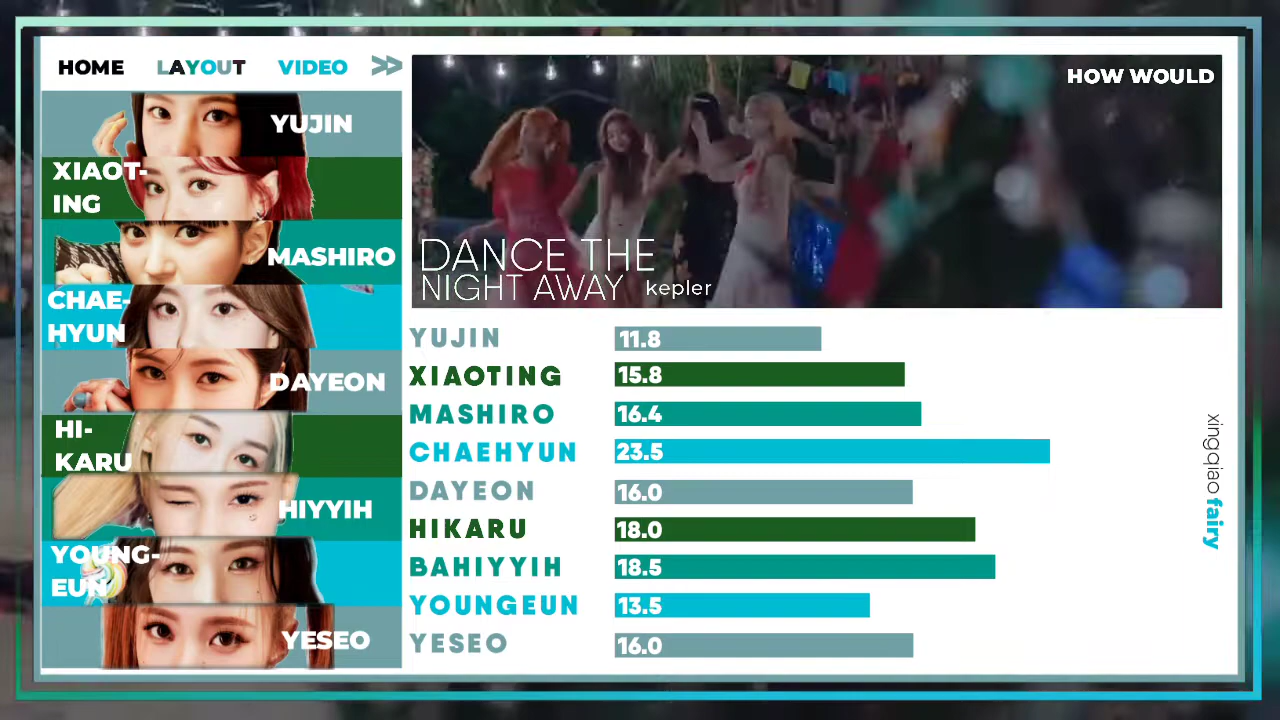 HOME LAYOUT VIDEO >>
YUJIN
XIAOT-
ING
MASHIRO
CHAE-
HYUN
DAYEON
HI-
KARU
HIYYIH
YOUNG-
EUN
YESEO
HOW WOULD
DANCE THE
NIGHT AWAY kepler
YUJIN 11.8
XIAOTING 15.8
MASHIRO 16.4
CHAEHYUN 23.5
DAYEON 16.0
HIKARU 18.0
BAHIYYIH 18.5
YOUNGEUN 13.5
YESEO 16.0
xingqiao fairy